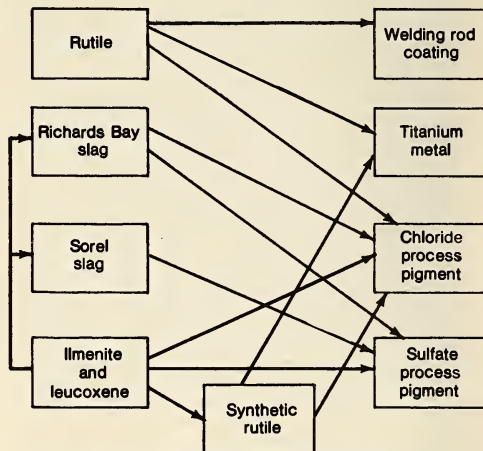 Rutile
Welding rod
coating
Richards Bay
slag
Titanium
metal
Sorel
slag
Chloride
process
pigment
Ilmenite
and
leucoxene
Synthetic
rutile
Sulfate
process
pigment